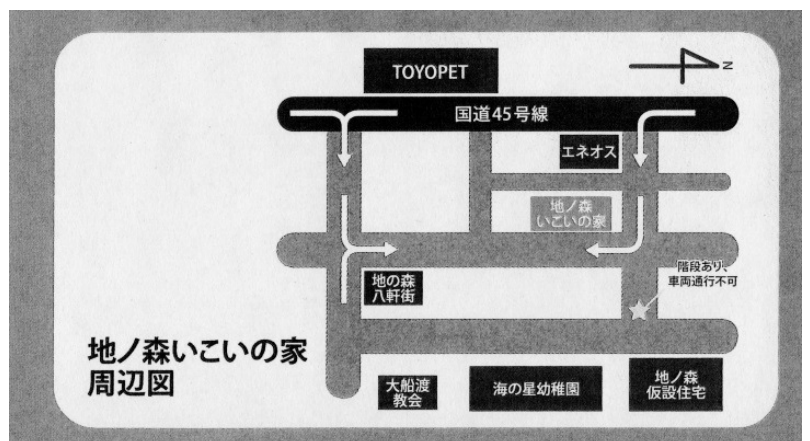 TOYOPET
N
国道45号線
エネオス
地ノ森
いこいの家
階段あり、
車両通行不可
地の森
八軒街
地ノ森いこいの家
周辺図
大船渡
教会
海の星幼稚園
地ノ森
仮設住宅